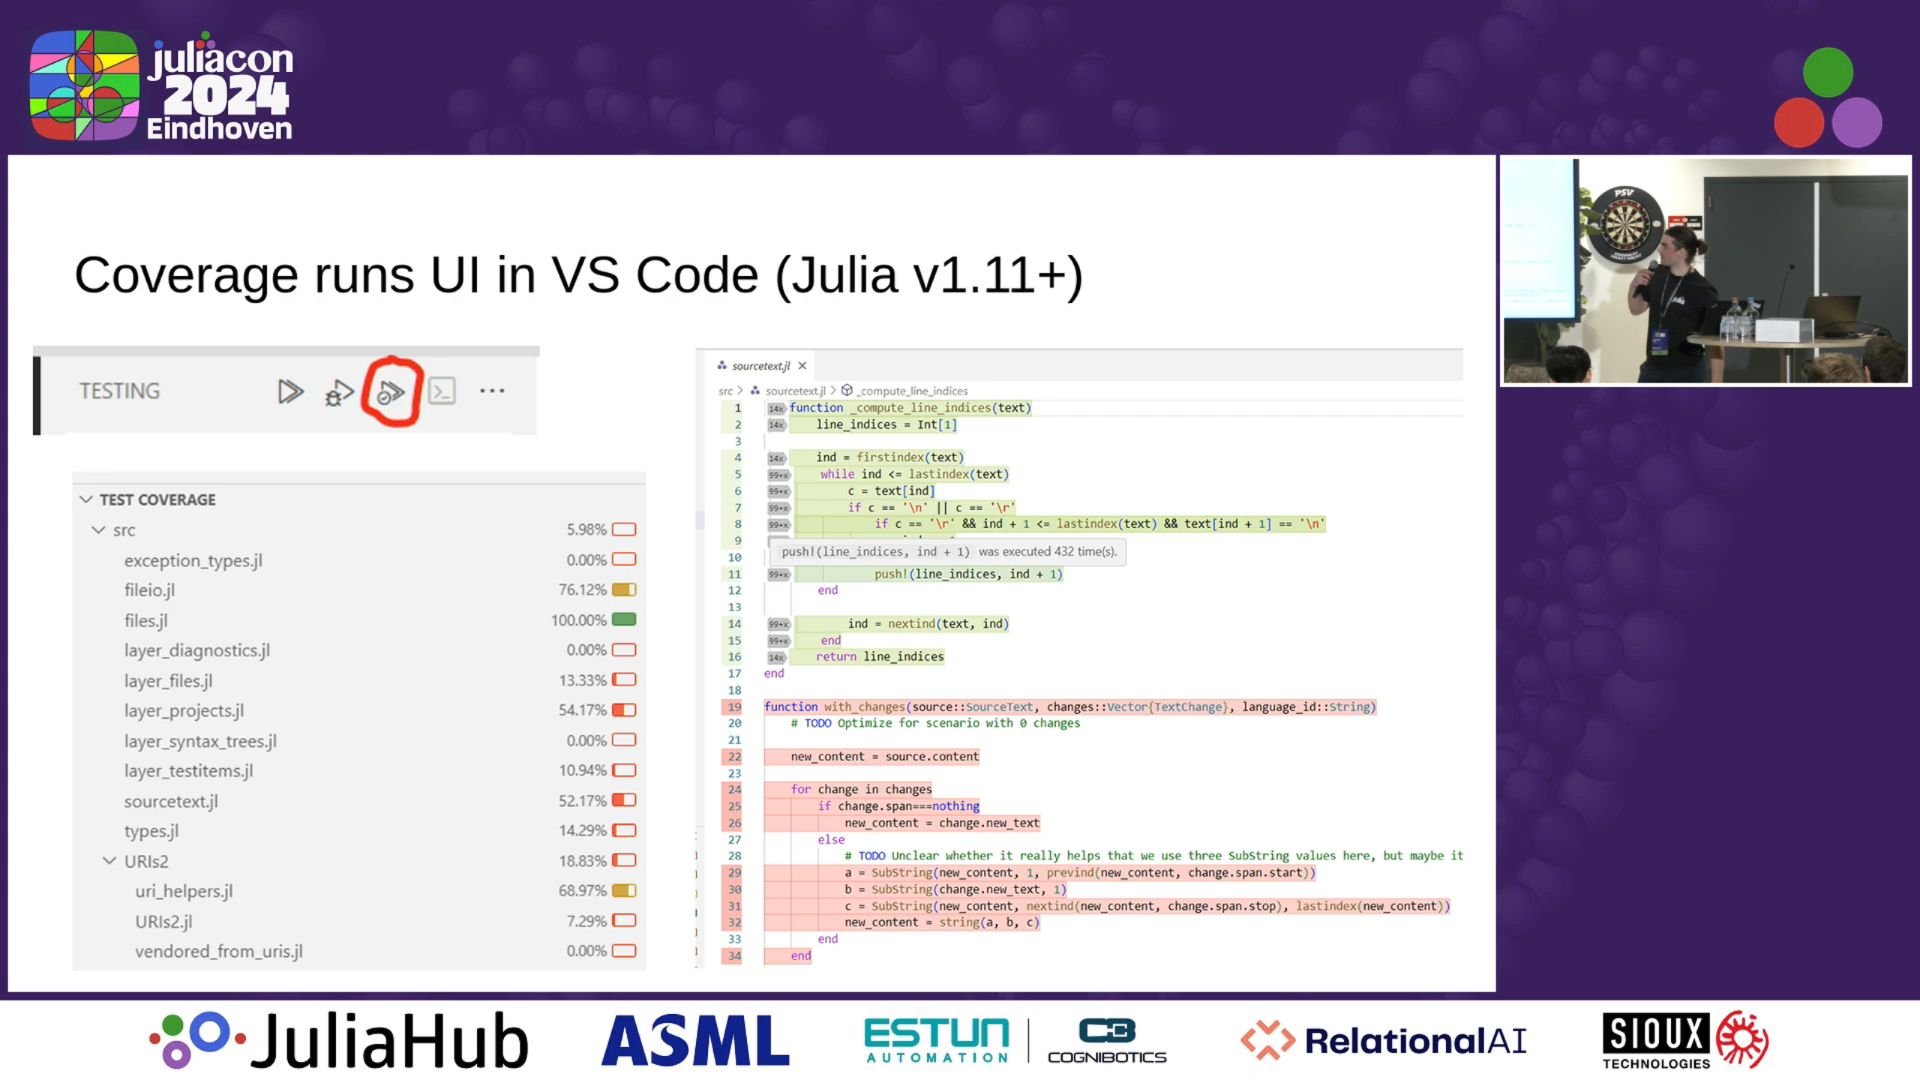 juliacon
2024
Eindhoven
Coverage runs UI in VS Code (Julia v1.11+)
TESTING
TEST COVERAGE
src 5.98%
exception_types.jl 0.00%
fileio.jl 76.12%
files.jl 100.00%
layer_diagnostics.jl 0.00%
layer_files.jl 13.33%
layer_projects.jl 54.17%
layer_syntax_trees.jl 0.00%
layer_testitems.jl 10.94%
sourcetext.jl 52.17%
types.jl 14.29%
URIs2 18.83%
uri_helpers.jl 68.97%
URIs2.jl 7.29%
vendored_from_uris.jl 0.00%
sourcetext.jl
src > sourcetext.jl > _compute_line_indices
1 14x function _compute_line_indices(text)
2 14x line_indices = Int[1]
3
4 14x ind = firstindex(text)
5 99+x while ind <= lastindex(text)
6 99+x c = text[ind]
7 99+x if c == '\n' || c == '\r'
8 99+x if c == '\r' && ind + 1 <= lastindex(text) && text[ind + 1] == '\n'
9
push!(line_indices, ind + 1) was executed 432 time(s).
10
11 99+x push!(line_indices, ind + 1)
12 end
13
14 99+x ind = nextind(text, ind)
15 99+x end
16 14x return line_indices
17 end
18
19 function with_changes(source::SourceText, changes::Vector{TextChange}, language_id::String)
20 # TODO Optimize for scenario with 0 changes
21
22 new_content = source.content
23
24 for change in changes
25 if change.span===nothing
26 new_content = change.new_text
27 else
28 # TODO Unclear whether it really helps that we use three SubString values here, but maybe it
29 a = SubString(new_content, 1, prevind(new_content, change.span.start))
30 b = SubString(change.new_text, 1)
31 c = SubString(new_content, nextind(new_content, change.span.stop), lastindex(new_content))
32 new_content = string(a, b, c)
33 end
34 end
PSV
JuliaHub
ASML
ESTUN
AUTOMATION
COGNIBOTICS
RelationalAI
SIOUX
TECHNOLOGIES